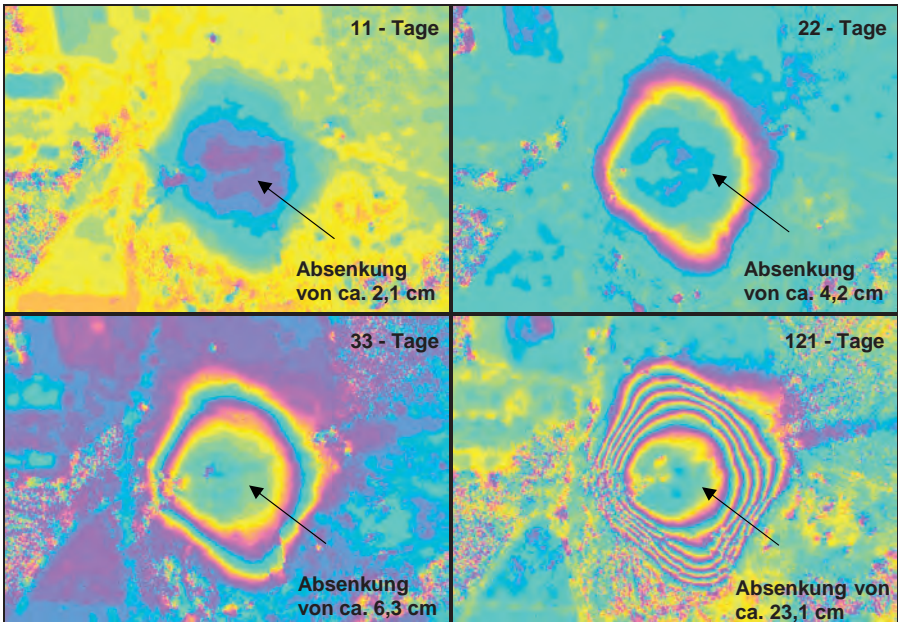 11 - Tage
Absenkung
von ca. 2,1 cm
22 - Tage
Absenkung
von ca. 4,2 cm
33 - Tage
Absenkung
von ca. 6,3 cm
121 - Tage
Absenkung von
ca. 23,1 cm